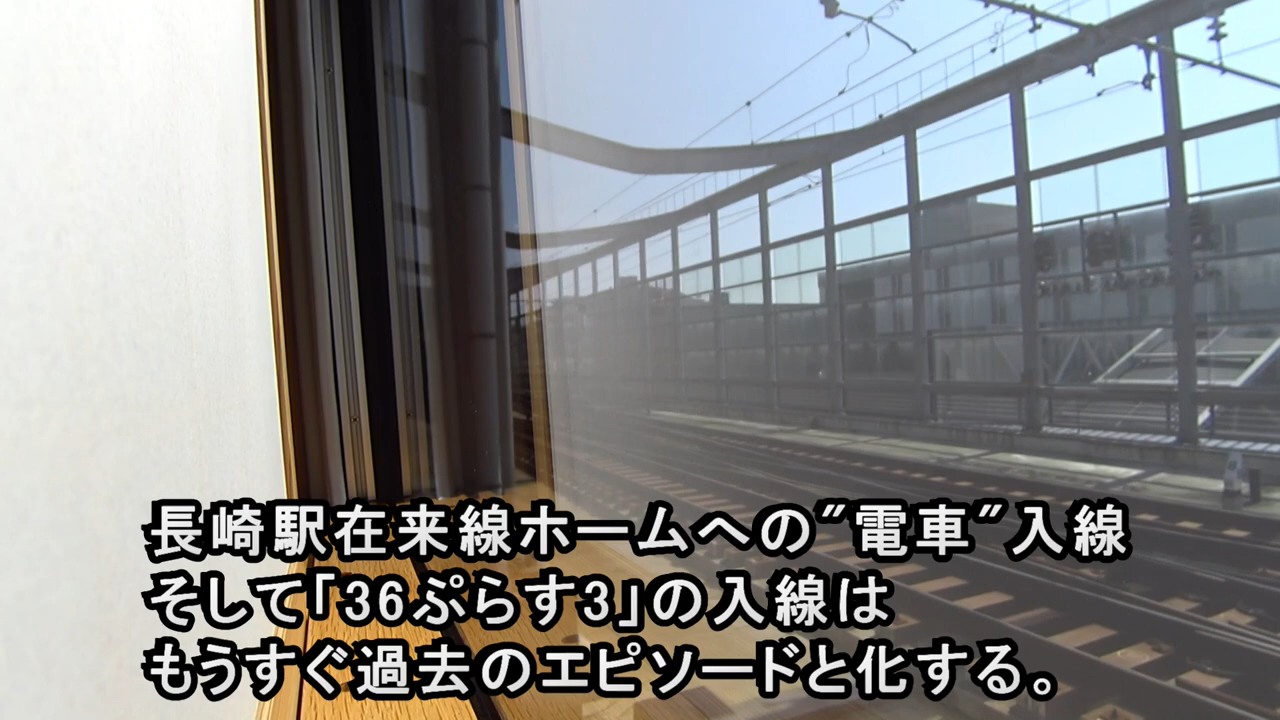 長崎駅在来線ホームへの"電車"入線
そして「36ぷらす3」の入線は
もうすぐ過去のエピソードと化する。